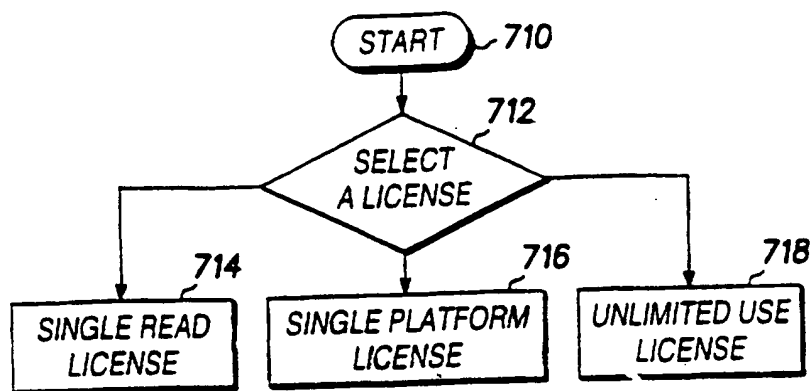 START
710
712
SELECT
A LICENSE
714
SINGLE READ
LICENSE
716
SINGLE PLATFORM
LICENSE
718
UNLIMITED USE
LICENSE